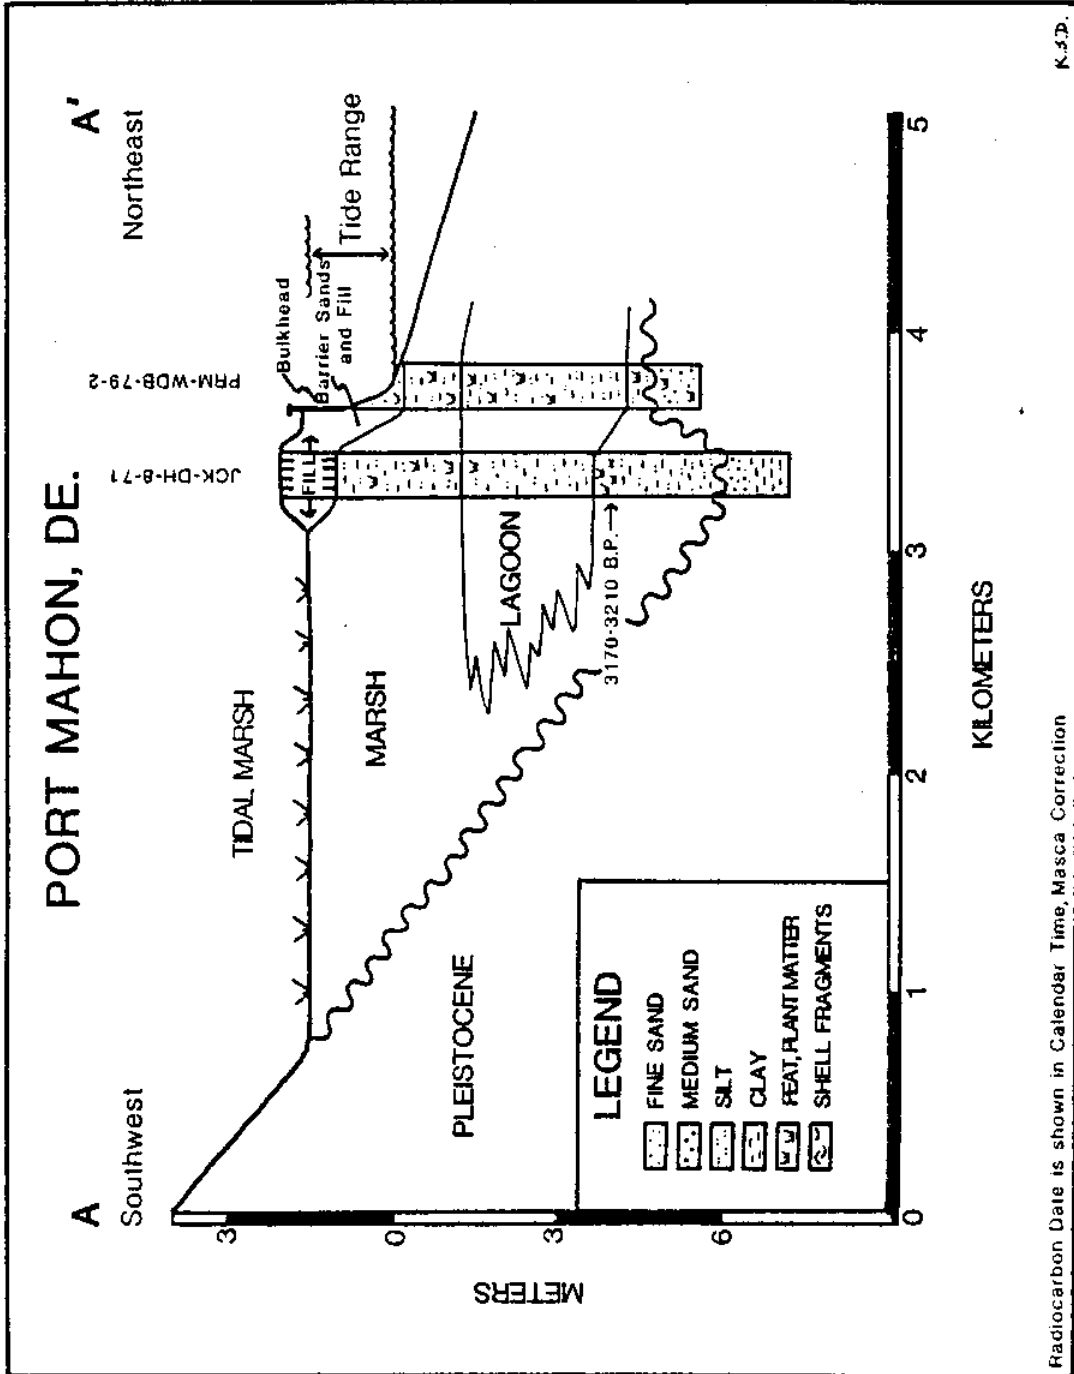 PORT MAHON, DE.
A
Southwest
A'
Northeast
JCK-DH-8-71
PRM-WDB-79-2
Bulkhead
Barrier Sands
and Fill
Tide Range
FILL
TIDAL MARSH
MARSH
LAGOON
3170-3210 B.P.
PLEISTOCENE
METERS
3
0
3
6
LEGEND
FINE SAND
MEDIUM SAND
SILT
CLAY
PEAT, PLANT MATTER
SHELL FRAGMENTS
0
1
2
3
4
5
KILOMETERS
Radiocarbon Date is shown in Calendar Time, Masca Correction
K.S.D.